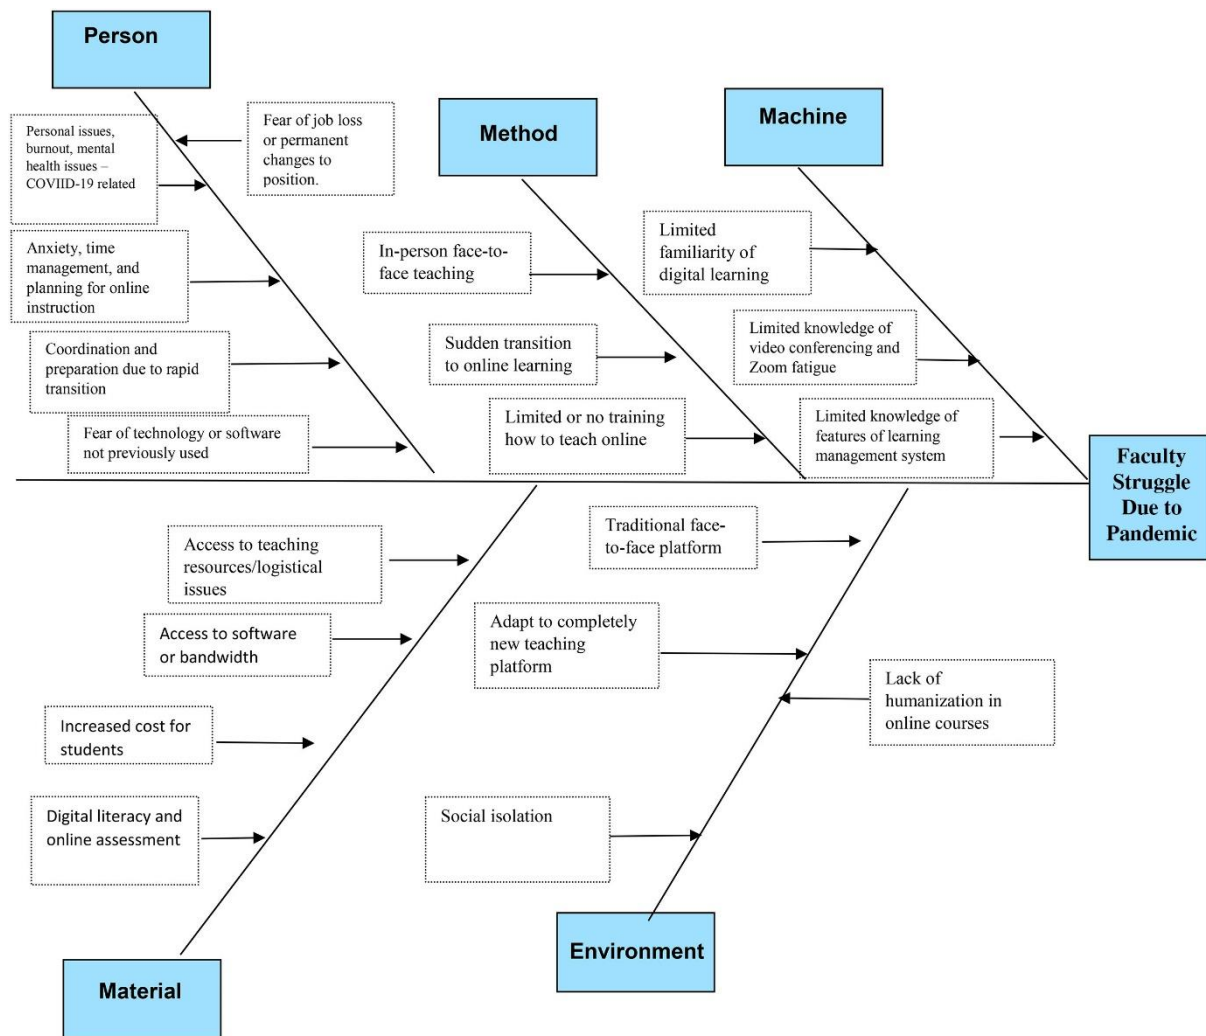 Person
Personal issues,
burnout, mental
health issues –
COVIID-19 related
Fear of job loss
or permanent
changes to
position.
Anxiety, time
management, and
planning for online
instruction
Coordination and
preparation due to rapid
transition
Fear of technology or software
not previously used
Method
In-person face-to-
face teaching
Sudden transition
to online learning
Limited or no training
how to teach online
Machine
Limited
familiarity of
digital learning
Limited knowledge of
video conferencing and
Zoom fatigue
Limited knowledge of
features of learning
management system
Faculty
Struggle
Due to
Pandemic
Access to teaching
resources/logistical
issues
Access to software
or bandwidth
Increased cost for
students
Digital literacy and
online assessment
Material
Traditional face-
to-face platform
Adapt to completely
new teaching
platform
Lack of
humanization in
online courses
Social isolation
Environment